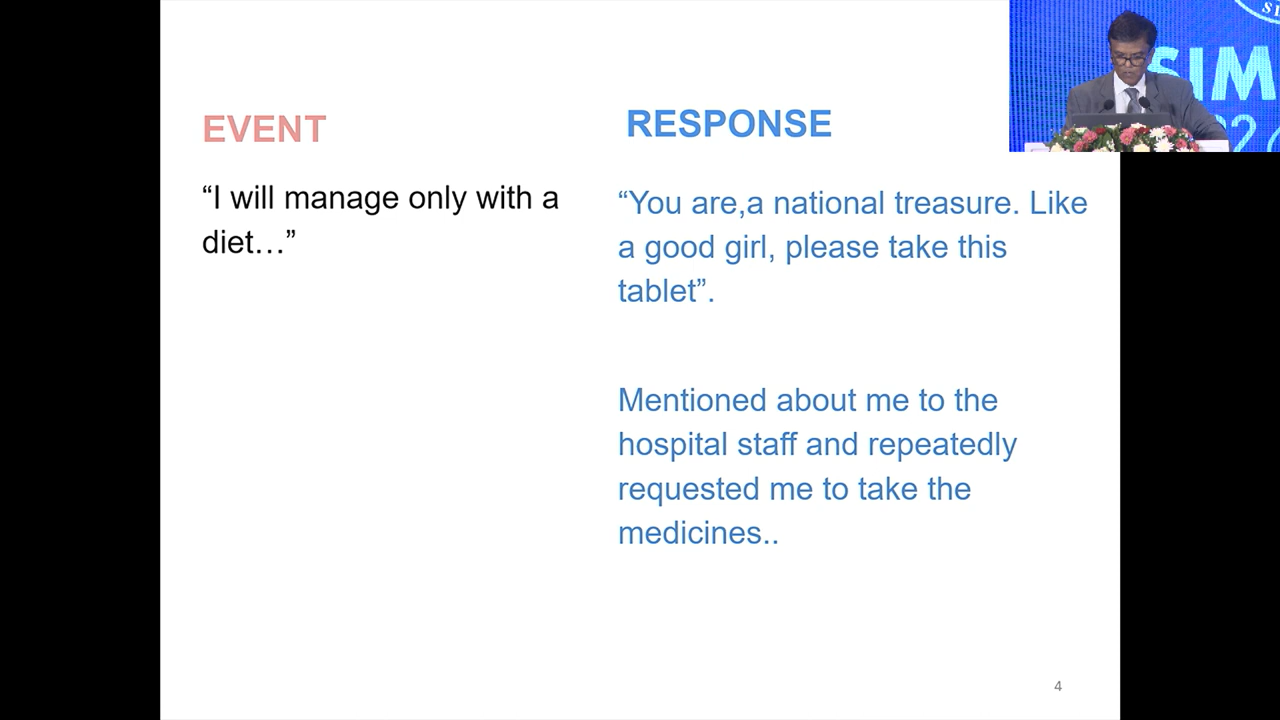 EVENT
“I will manage only with a
diet…”
RESPONSE
“You are,a national treasure. Like
a good girl, please take this
tablet”.
Mentioned about me to the
hospital staff and repeatedly
requested me to take the
medicines..
4
SIM